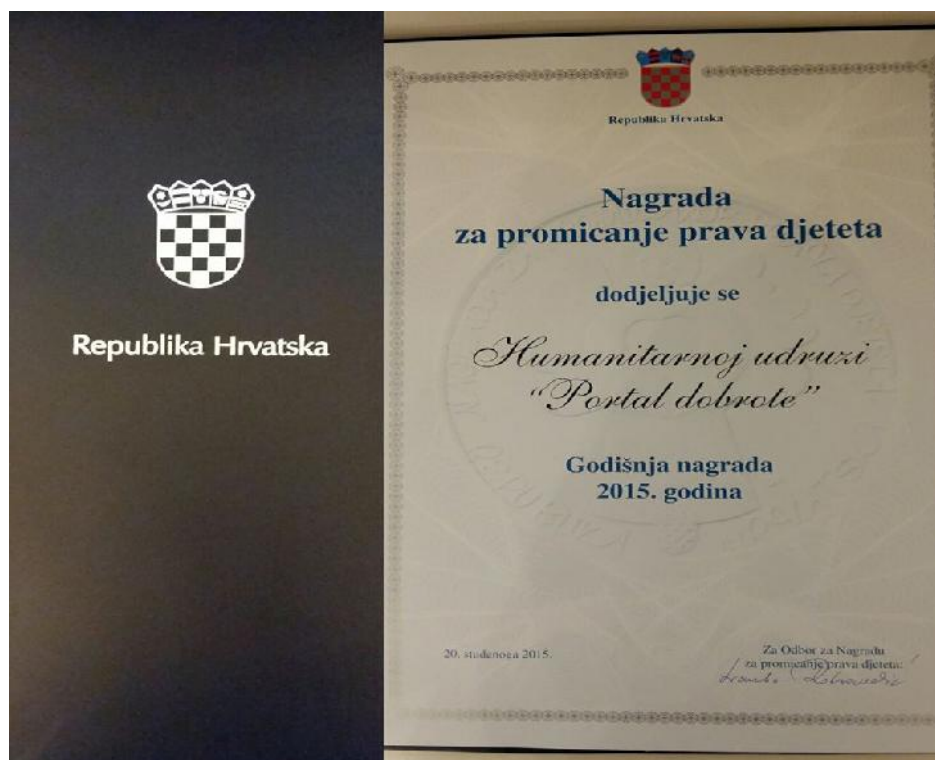 Republika Hrvatska
Republika Hrvatska
Nagrada
za promicanje prava djeteta
dodjeljuje se
Humanitarnoj udruzi
“Portal dobrote”
Godišnja nagrada
2015. godina
20. studenoga 2015.
Za Odbor za Nagradu
za promicanje prava djeteta: